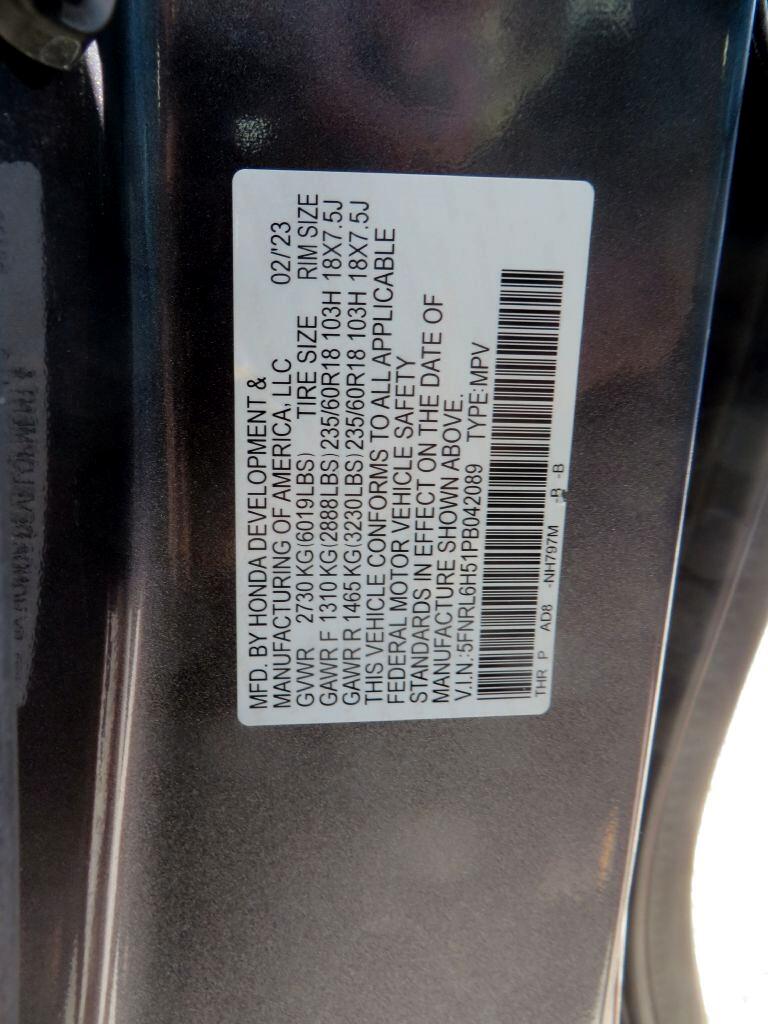 MFD. BY HONDA DEVELOPMENT &
MANUFACTURING OF AMERICA, LLC 02/'23
GVWR 2730 KG(6019LBS) TIRE SIZE RIM SIZE
GAWR F 1310 KG(2888LBS) 235/60R18 103H 18X7.5J
GAWR R 1465 KG(3230LBS) 235/60R18 103H 18X7.5J
THIS VEHICLE CONFORMS TO ALL APPLICABLE
FEDERAL MOTOR VEHICLE SAFETY
STANDARDS IN EFFECT ON THE DATE OF
MANUFACTURE SHOWN ABOVE.
V.I.N.:5FNRL6H51PB042089 TYPE:MPV
THR P AD8 -NH797M -B -B